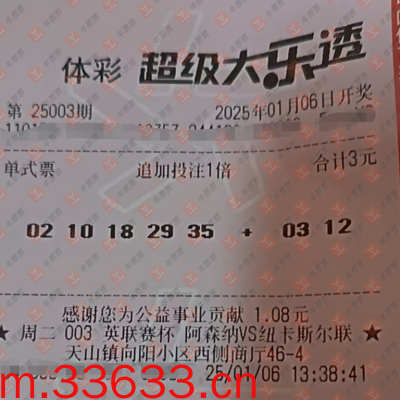 体彩 超级大乐透
第 25003期 2025年01月06日开奖
单式票 追加投注1倍 合计3元
02 10 18 29 35 + 03 12
感谢您为公益事业贡献 1.08元
★ 周二 003 英联赛杯 阿森纳VS纽卡斯尔联 ★
天山镇向阳小区西侧商厅46-4
m.33633.cn
25/01/06 13:38:41